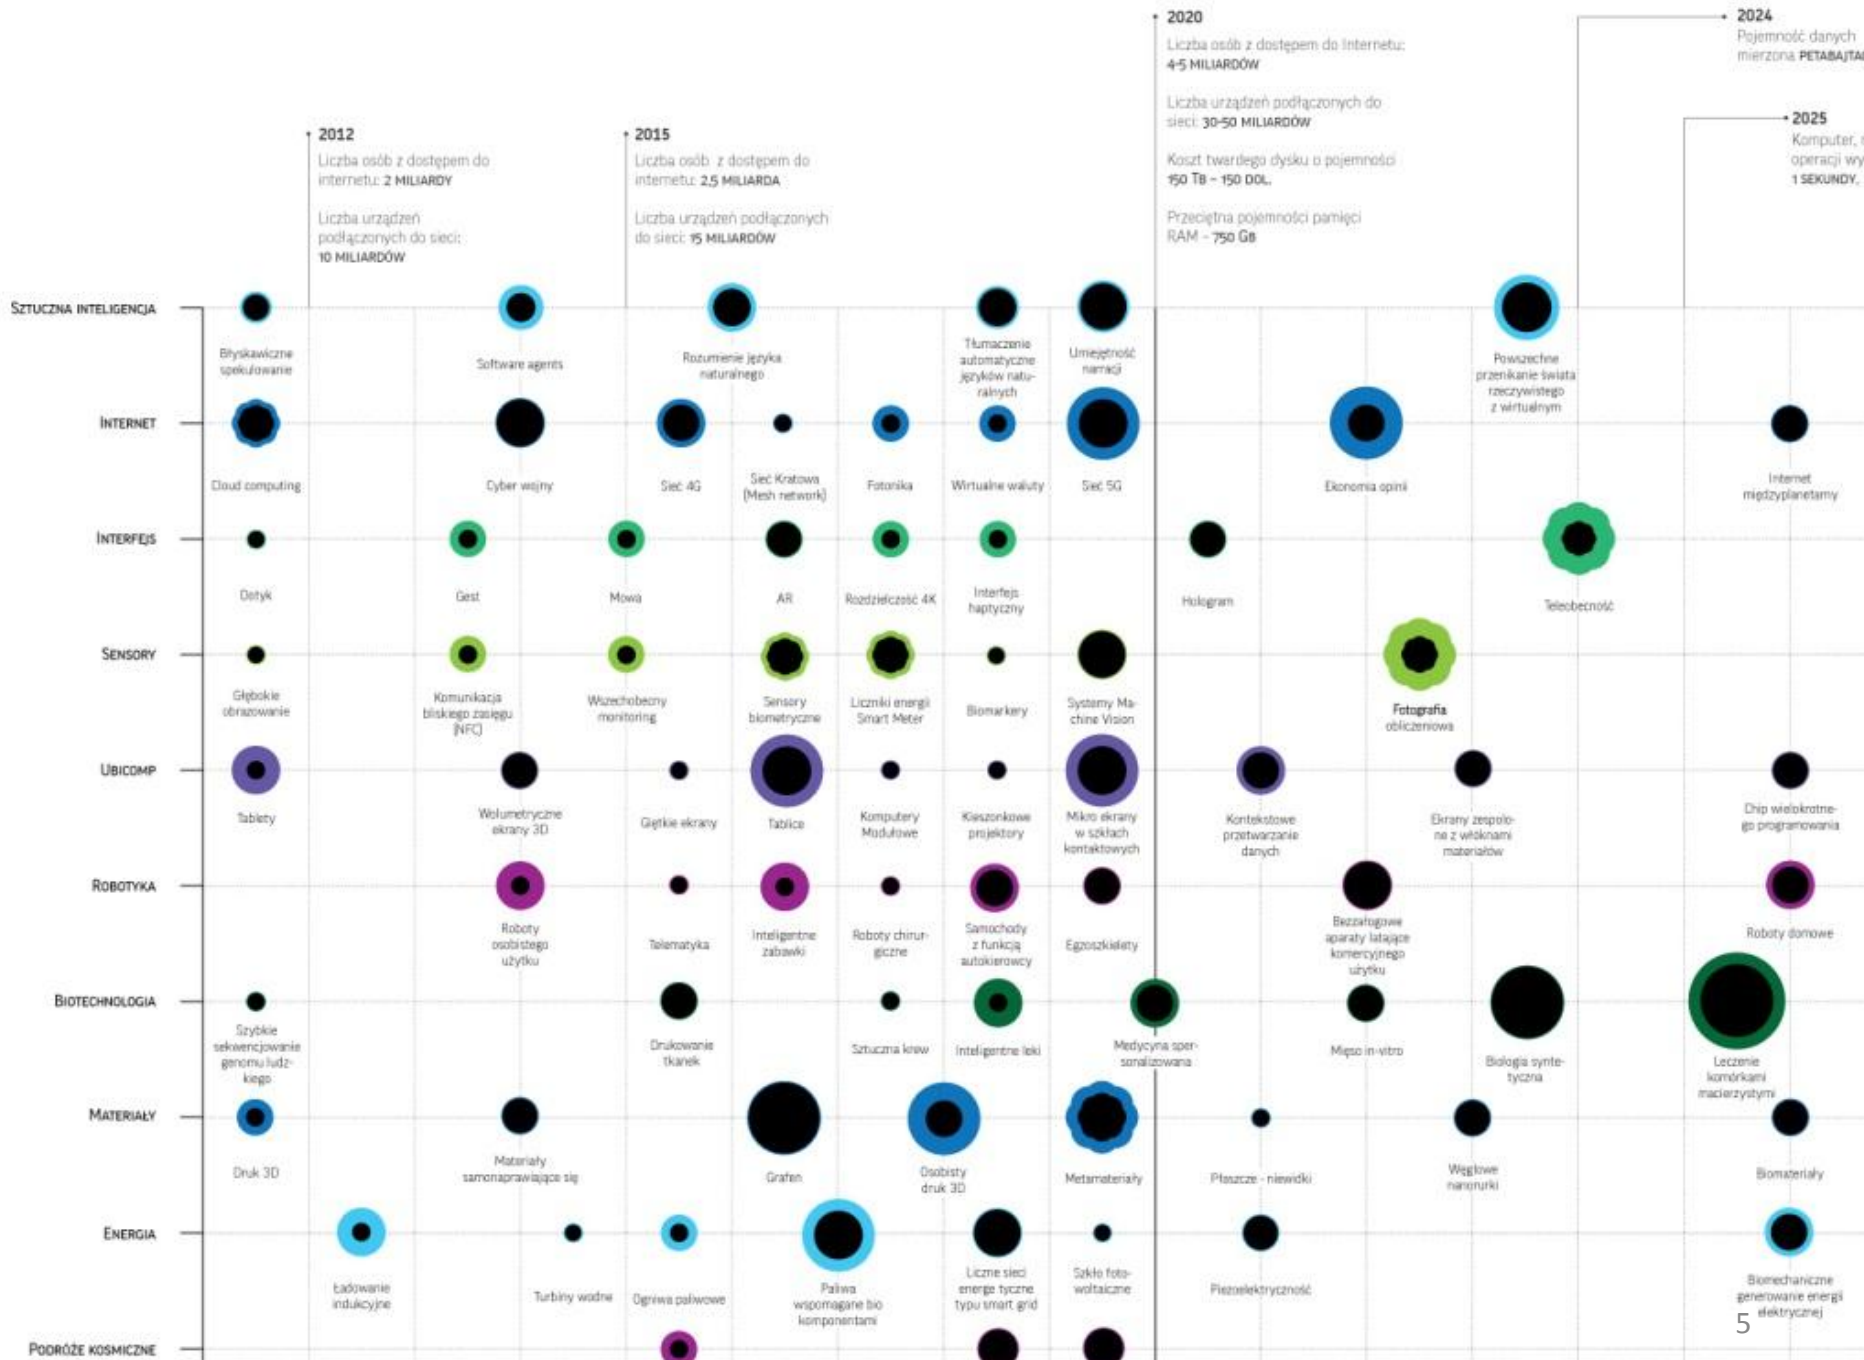 2020
Liczba osób z dostępem do Internetu:
4-5 MILIARDÓW
Liczba urządzeń podłączonych do
sieci: 30-50 MILIARDÓW
Koszt twardego dysku o pojemności
150 TB – 150 DOL.
Przeciętna pojemności pamięci
RAM – 750 GB
2024
Pojemność danych
mierzona PETABAJTA
2025
Komputer,
operacji wy
1 SEKUNDY.
2012
Liczba osób z dostępem do
internetu: 2 MILIARDY
Liczba urządzeń
podłączonych do sieci:
10 MILIARDÓW
2015
Liczba osób z dostępem do
internetu: 2,5 MILIARDA
Liczba urządzeń podłączonych
do sieci: 15 MILIARDÓW
SZTUCZNA INTELIGENCJA
Błyskawiczne
spekulowanie
Software agents
Rozumienie języka
naturalnego
Tłumaczenie
automatyczne
języków natu-
ralnych
Umiejętność
narracji
Powszechne
przenikanie świata
rzeczywistego
z wirtualnym
INTERNET
Cloud computing
Cyber wojny
Sieć 4G
Sieć Kratowa
(Mesh network)
Fotonika
Wirtualne waluty
Sieć 5G
Ekonomia opinii
Internet
międzyplanetarny
INTERFEJS
Dotyk
Gest
Mowa
AR
Rozdzielczość 4K
Interfejs
haptyczny
Hologram
Teleobecność
SENSORY
Głębokie
obrazowanie
Komunikacja
bliskiego zasięgu
(NFC)
Wszechobecny
monitoring
Sensory
biometryczne
Liczniki energii
Smart Meter
Biomarkery
Systemy Ma-
chine Vision
Fotografia
obliczeniowa
UBICOMP
Tablety
Wolumetryczne
ekrany 3D
Giętkie ekrany
Tablice
Komputery
Modułowe
Kieszonkowe
projektory
Mikro ekrany
w szkłach
kontaktowych
Kontekstowe
przetwarzanie
danych
Ekrany zespolo-
ne z włóknami
materiałów
Chip wielokrotne-
go programowania
ROBOTYKA
Roboty
osobistego
użytku
Telematyka
Inteligentne
zabawki
Roboty chirur-
giczne
Samochody
z funkcją
autokierowcy
Egzoszkielety
Bezzałogowe
aparaty latające
komercyjnego
użytku
Roboty domowe
BIOTECHNOLOGIA
Szybkie
sekwencjowanie
genomu ludz-
kiego
Drukowanie
tkanek
Sztuczna krew
Inteligentne leki
Medycyna sper-
sonalizowana
Mięso in-vitro
Biologia synte-
tyczna
Leczenie
komórkami
macierzystymi
MATERIAŁY
Druk 3D
Materiały
samonaprawiające się
Grafen
Osobisty
druk 3D
Metamateriały
Płaszcze - niewidki
Węglowe
nanorurki
Biomateriały
ENERGIA
Ładowanie
indukcyjne
Turbiny wodne
Ogniwa paliwowe
Paliwa
wspomagane bio
komponentami
Liczne sieci
energe tyczne
typu smart grid
Szkło foto-
woltaiczne
Piezoelektryczność
Biomechaniczne
generowanie energii
elektrycznej
5
PODRÓŻE KOSMICZNE